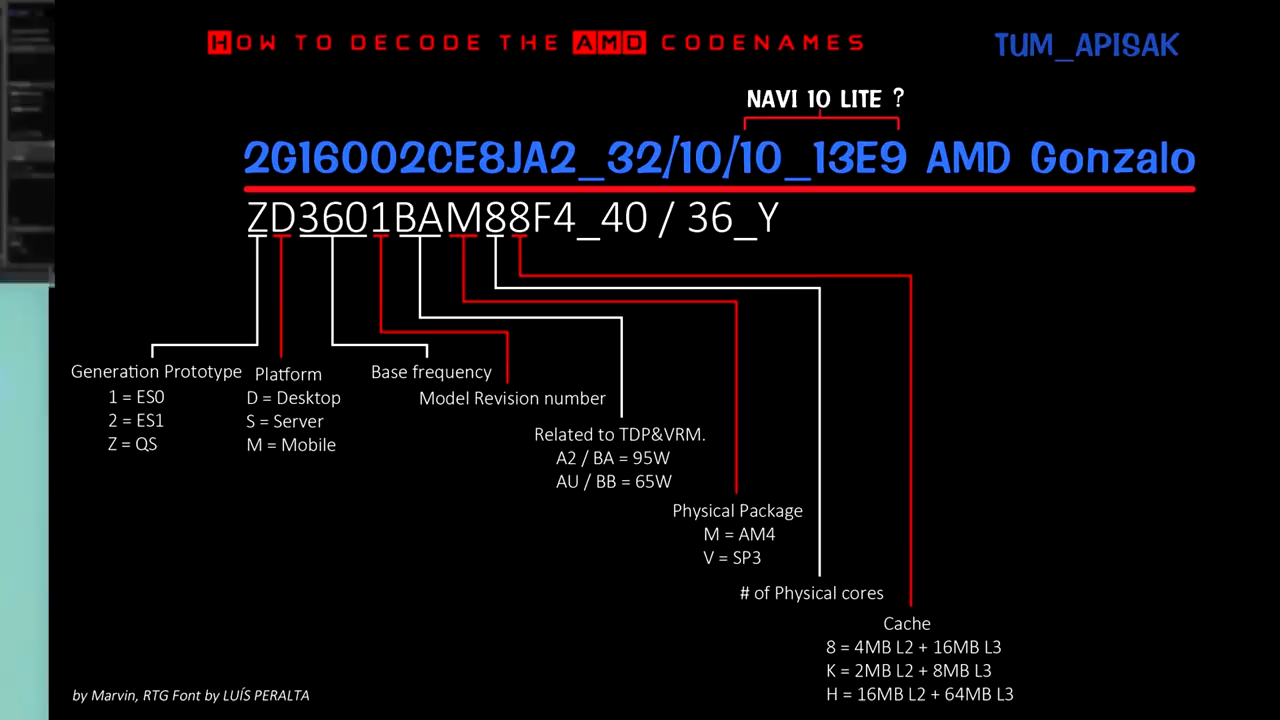 HOW TO DECODE THE AMD CODENAMES
TUM_APISAK
NAVI 10 LITE ?
2G16002CE8JA2_32/10/10_13E9 AMD Gonzalo
ZD3601BAM88F4_40 / 36_Y
Generation Prototype
1 = ES0
2 = ES1
Z = QS
Platform
D = Desktop
S = Server
M = Mobile
Base frequency
Model Revision number
Related to TDP&VRM.
A2 / BA = 95W
AU / BB = 65W
Physical Package
M = AM4
V = SP3
# of Physical cores
Cache
8 = 4MB L2 + 16MB L3
K = 2MB L2 + 8MB L3
H = 16MB L2 + 64MB L3
by Marvin, RTG Font by LUÍS PERALTA